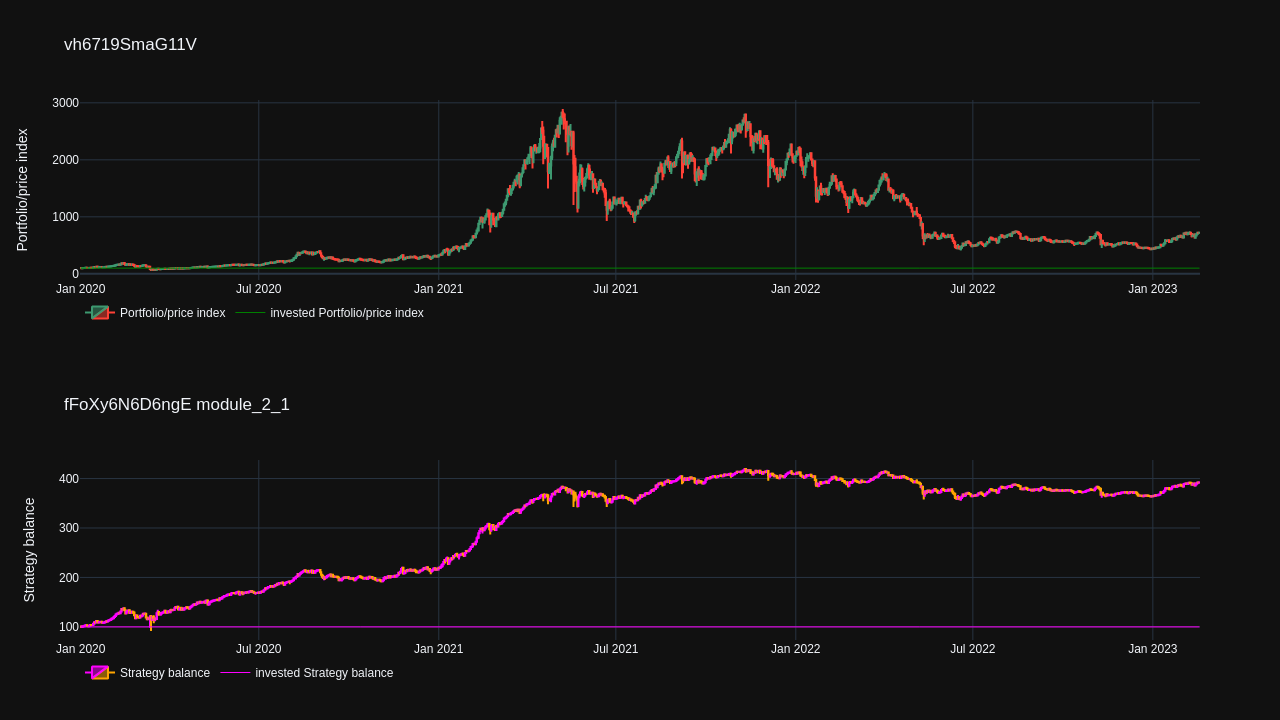 vh6719SmaG11V
Portfolio/price index
3000
2000
1000
0
Jan 2020 Jul 2020 Jan 2021 Jul 2021 Jan 2022 Jul 2022 Jan 2023
Portfolio/price index invested Portfolio/price index
fFoXy6N6D6ngE module_2_1
Strategy balance
400
300
200
100
Jan 2020 Jul 2020 Jan 2021 Jul 2021 Jan 2022 Jul 2022 Jan 2023
Strategy balance invested Strategy balance